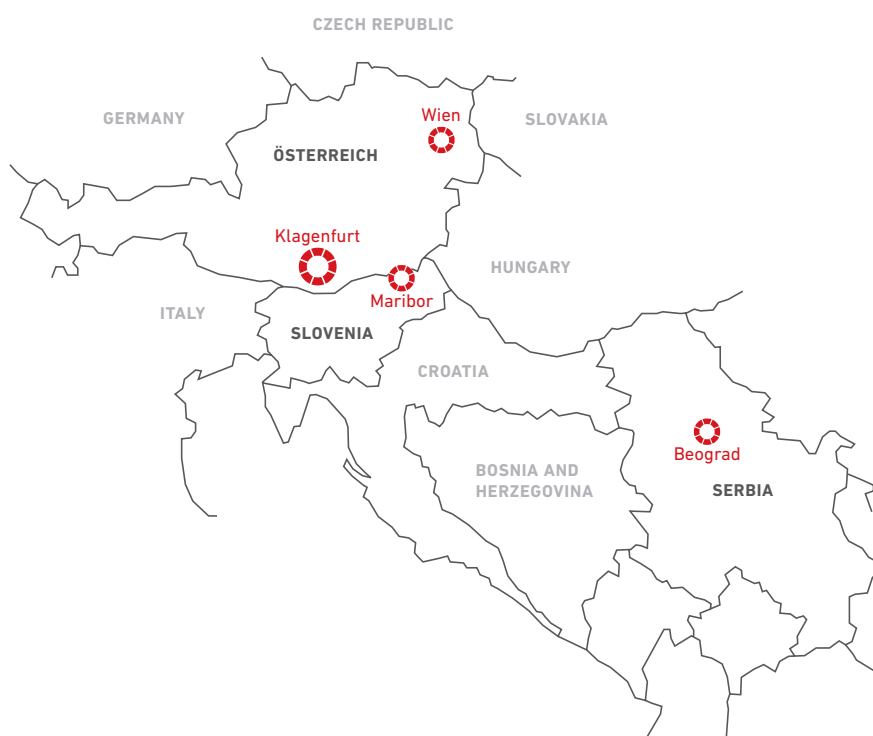 CZECH REPUBLIC
GERMANY
Wien
SLOVAKIA
ÖSTERREICH
Klagenfurt
HUNGARY
Maribor
ITALY
SLOVENIA
CROATIA
Beograd
BOSNIA AND
HERZEGOVINA
SERBIA